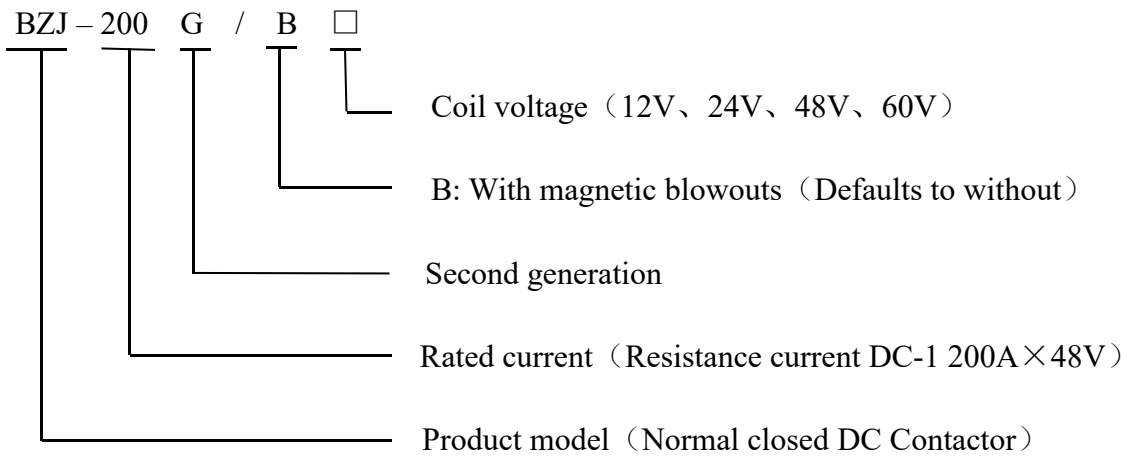 BZJ – 200 G / B □
Coil voltage（12V、24V、48V、60V）
B: With magnetic blowouts（Defaults to without）
Second generation
Rated current（Resistance current DC-1 200A×48V）
Product model（Normal closed DC Contactor）